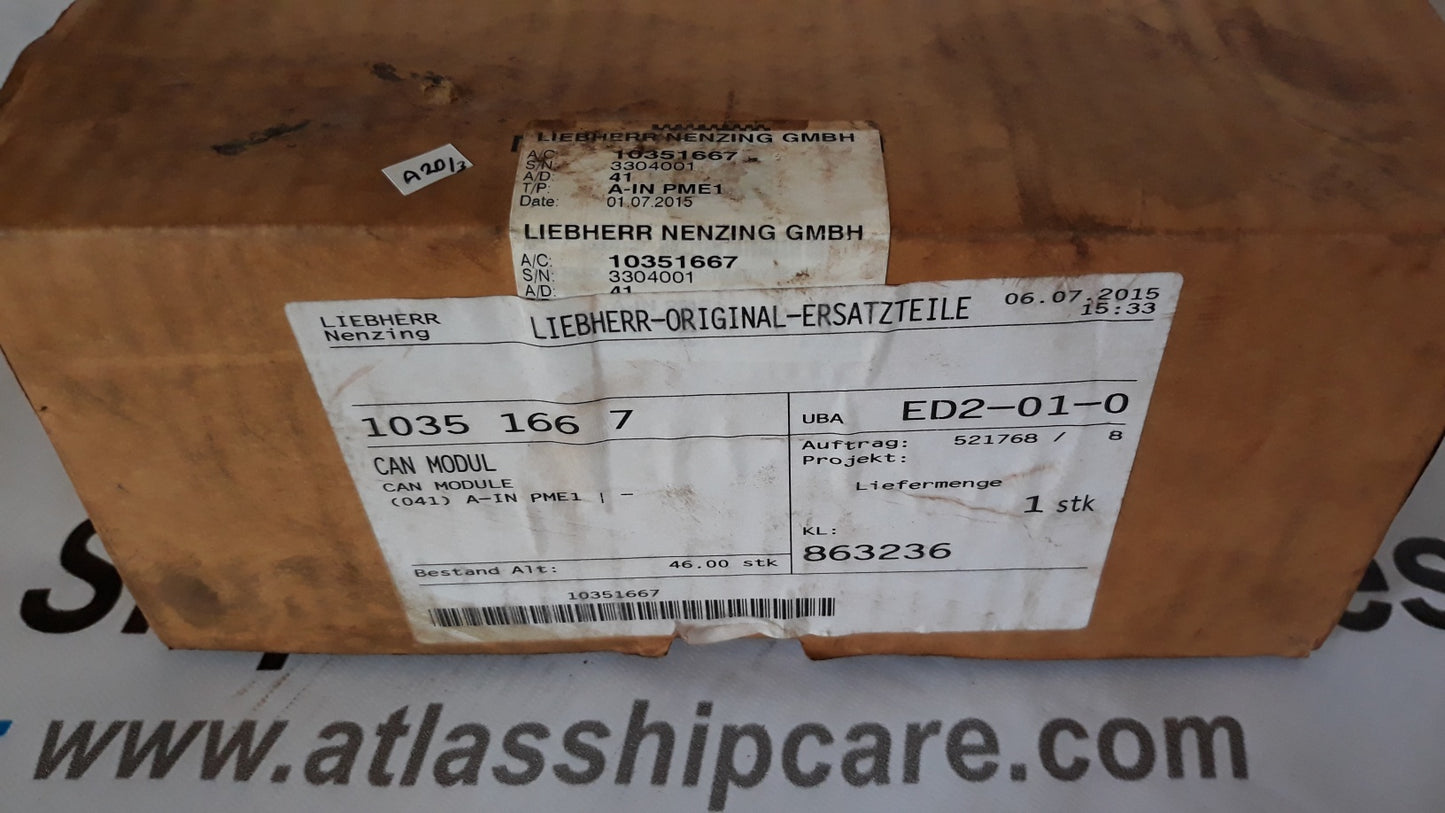 A20/3
LIEBHERR NENZING GMBH
A/C: 10351667
S/N: 3304001
A/D: 41
T/P: A-IN PME1
Date: 01.07.2015
LIEBHERR NENZING GMBH
A/C: 10351667
S/N: 3304001
A/D: 41
LIEBHERR
Nenzing
LIEBHERR-ORIGINAL-ERSATZTEILE
06.07.2015
15:33
1035 166 7
UBA ED2-01-0
CAN MODUL
CAN MODULE
(041) A-IN PME1 | -
Auftrag: 521768 / 8
Projekt:
Liefermenge
1 stk
KL:
863236
Bestand Alt: 46.00 stk
10351667
www.atlasshipcare.com